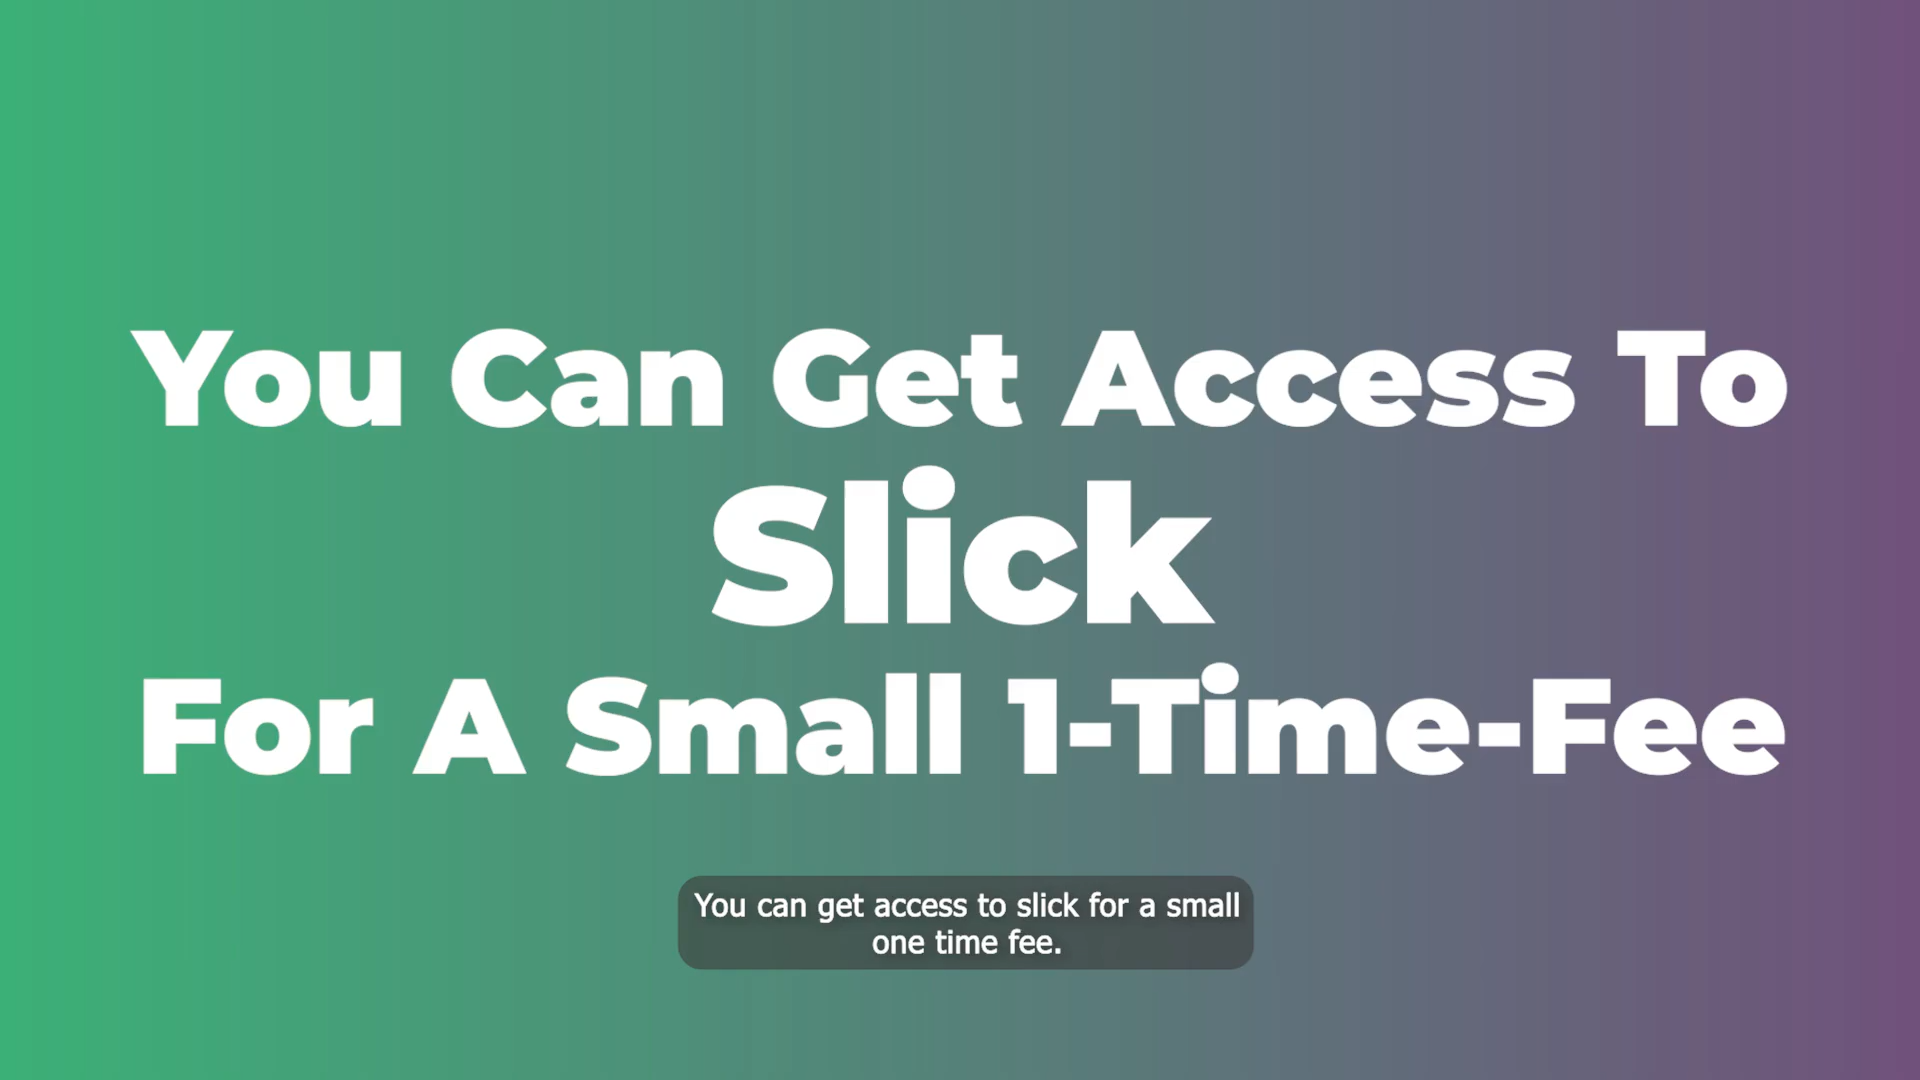 You Can Get Access To
Slick
For A Small 1-Time-Fee
You can get access to slick for a small
one time fee.